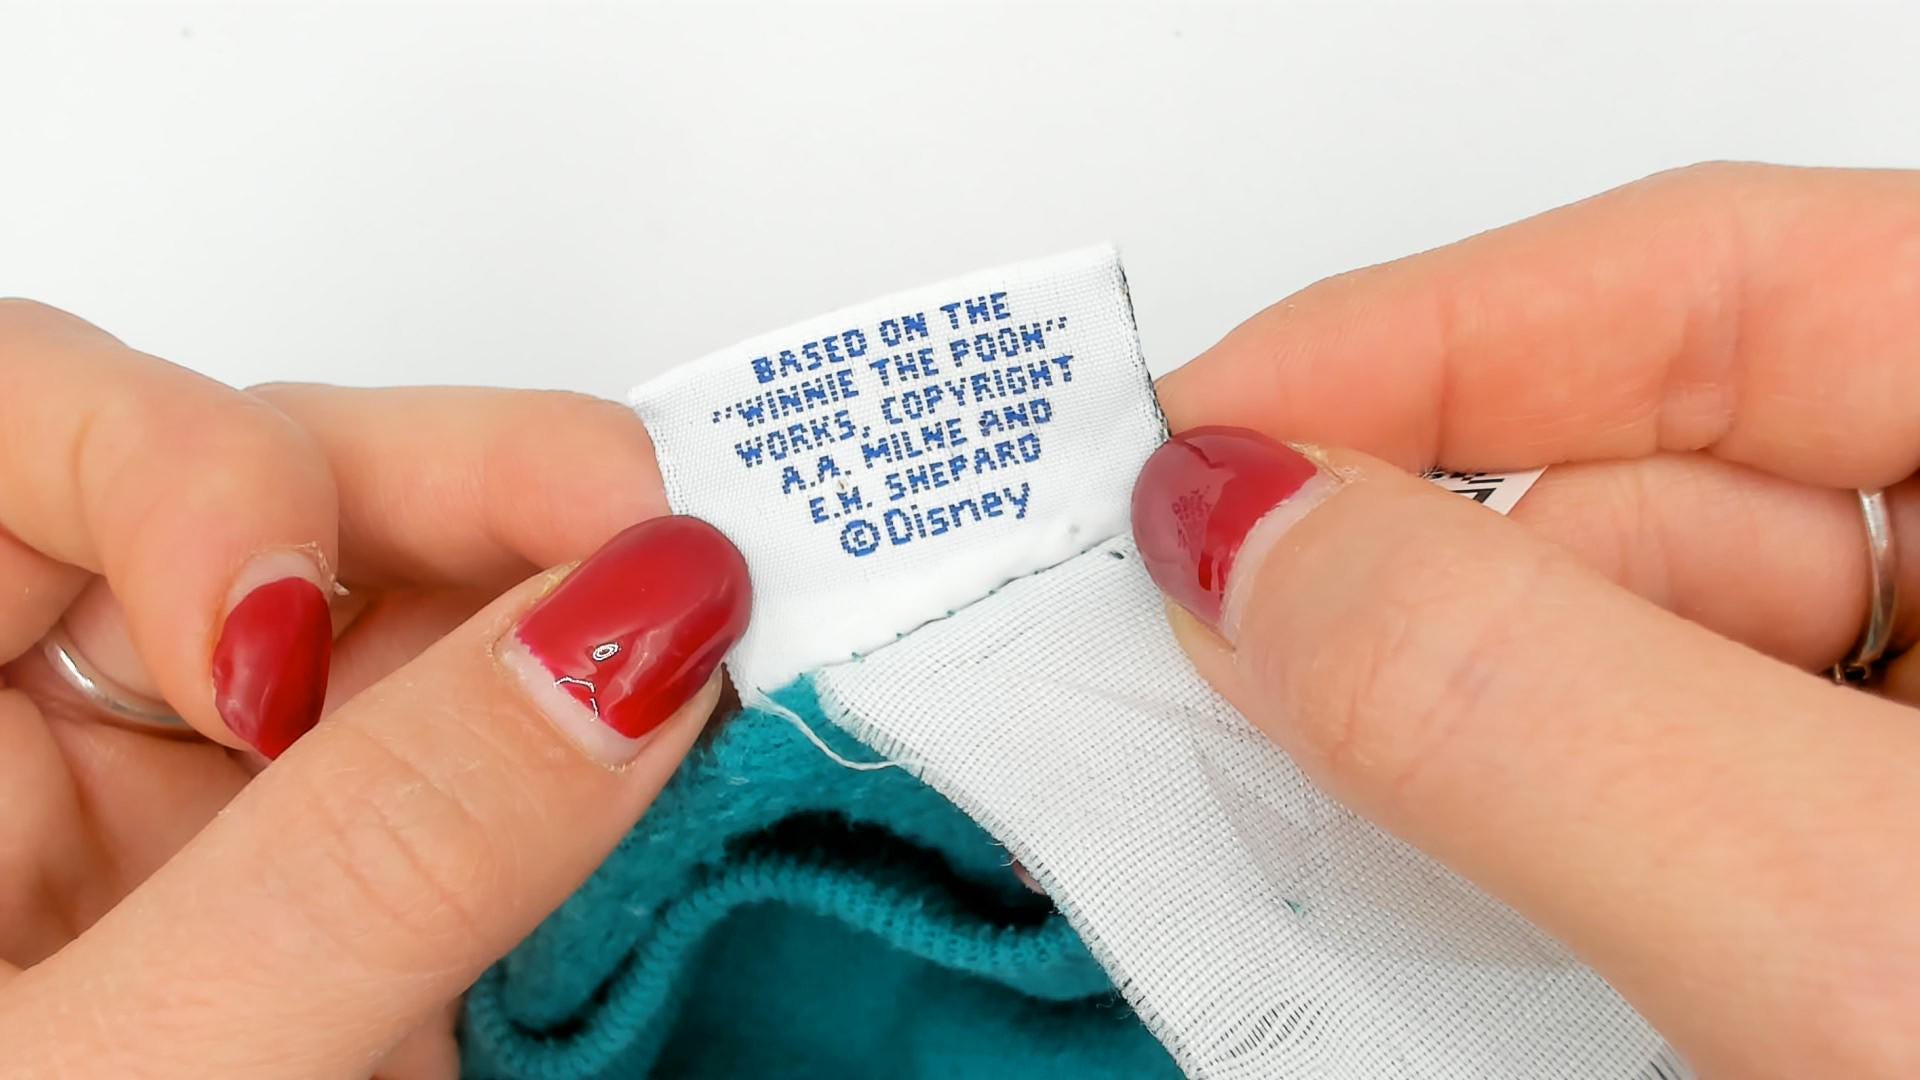 BASED ON THE
"WINNIE THE POOH"
WORKS, COPYRIGHT
A.A. MILNE AND
E.H. SHEPARD
©Disney